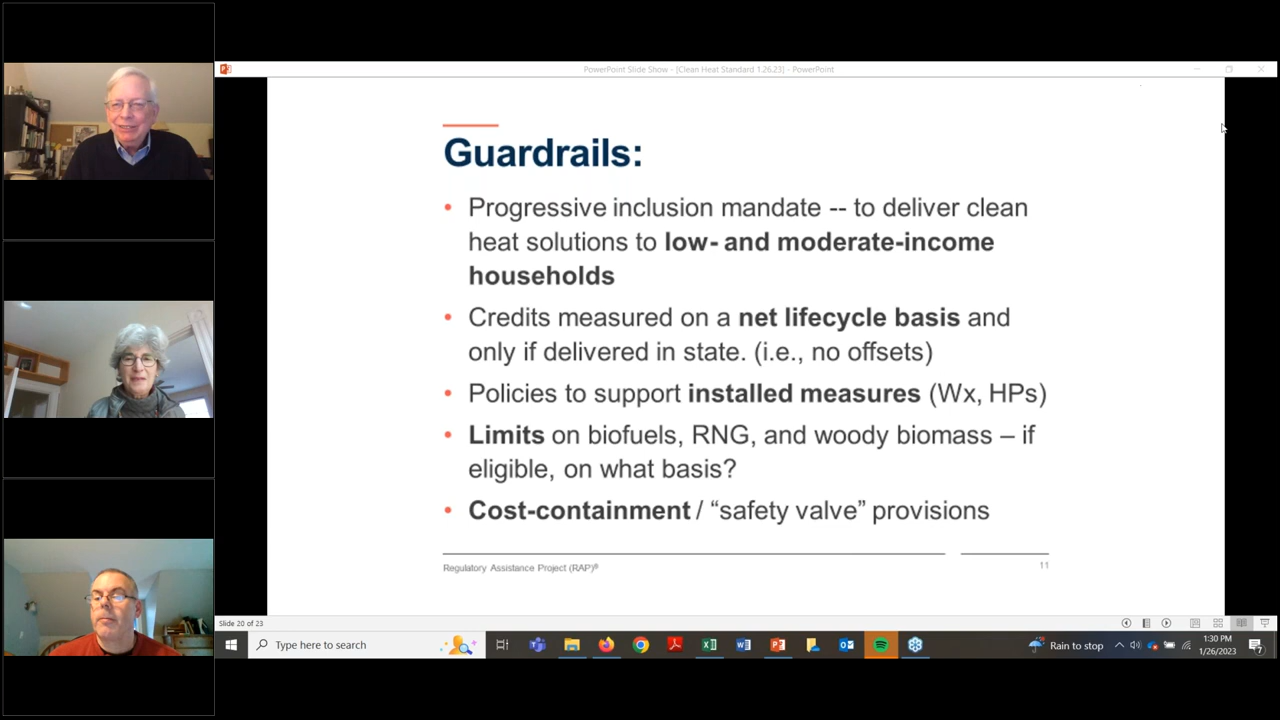 PowerPoint Slide Show - [Clean Heat Standard 1.26.23] - PowerPoint
Guardrails:
• Progressive inclusion mandate -- to deliver clean
heat solutions to low- and moderate-income
households
• Credits measured on a net lifecycle basis and
only if delivered in state. (i.e., no offsets)
• Policies to support installed measures (Wx, HPs)
• Limits on biofuels, RNG, and woody biomass – if
eligible, on what basis?
• Cost-containment / “safety valve” provisions
Regulatory Assistance Project (RAP)®
11
Slide 20 of 23
Type here to search
Rain to stop
1:30 PM
1/26/2023
7